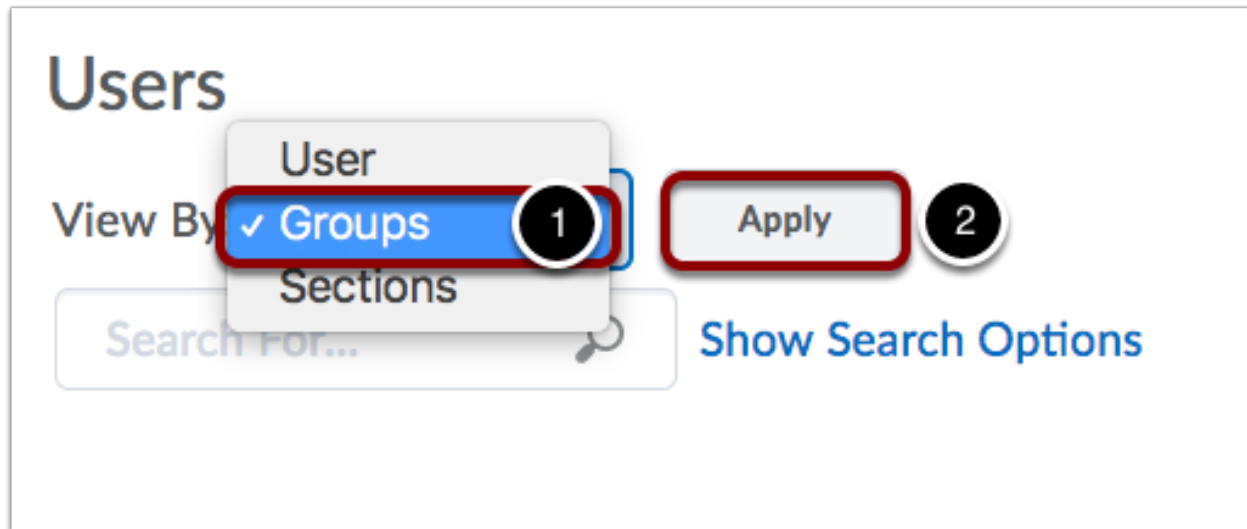 Users
User
View By ✓ Groups 1 Apply 2
Sections
Search For... Show Search Options